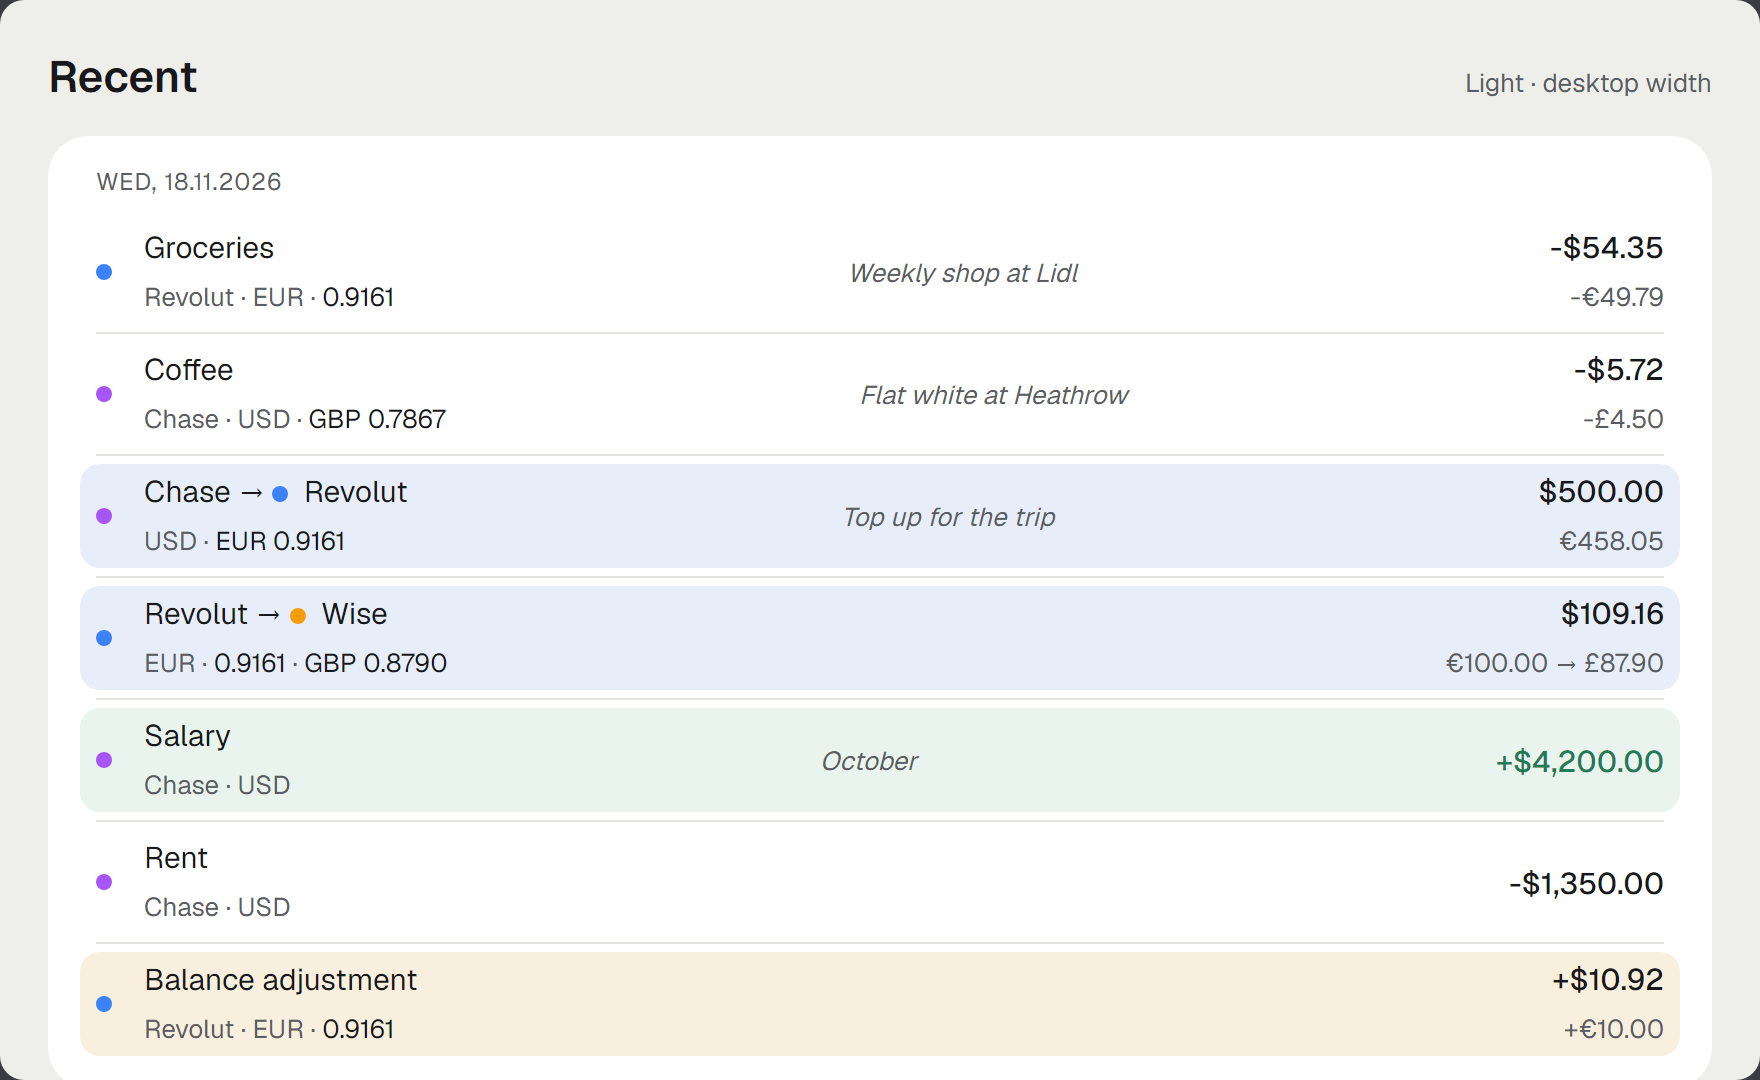 Recent
Light · desktop width
WED, 18.11.2026
Groceries
Weekly shop at Lidl
-$54.35
Revolut · EUR · 0.9161
-€49.79
Coffee
Flat white at Heathrow
-$5.72
Chase · USD · GBP 0.7867
-£4.50
Chase → Revolut
Top up for the trip
$500.00
USD · EUR 0.9161
€458.05
Revolut → Wise
$109.16
EUR · 0.9161 · GBP 0.8790
€100.00 → £87.90
Salary
October
+$4,200.00
Chase · USD
Rent
-$1,350.00
Chase · USD
Balance adjustment
+$10.92
Revolut · EUR · 0.9161
+€10.00